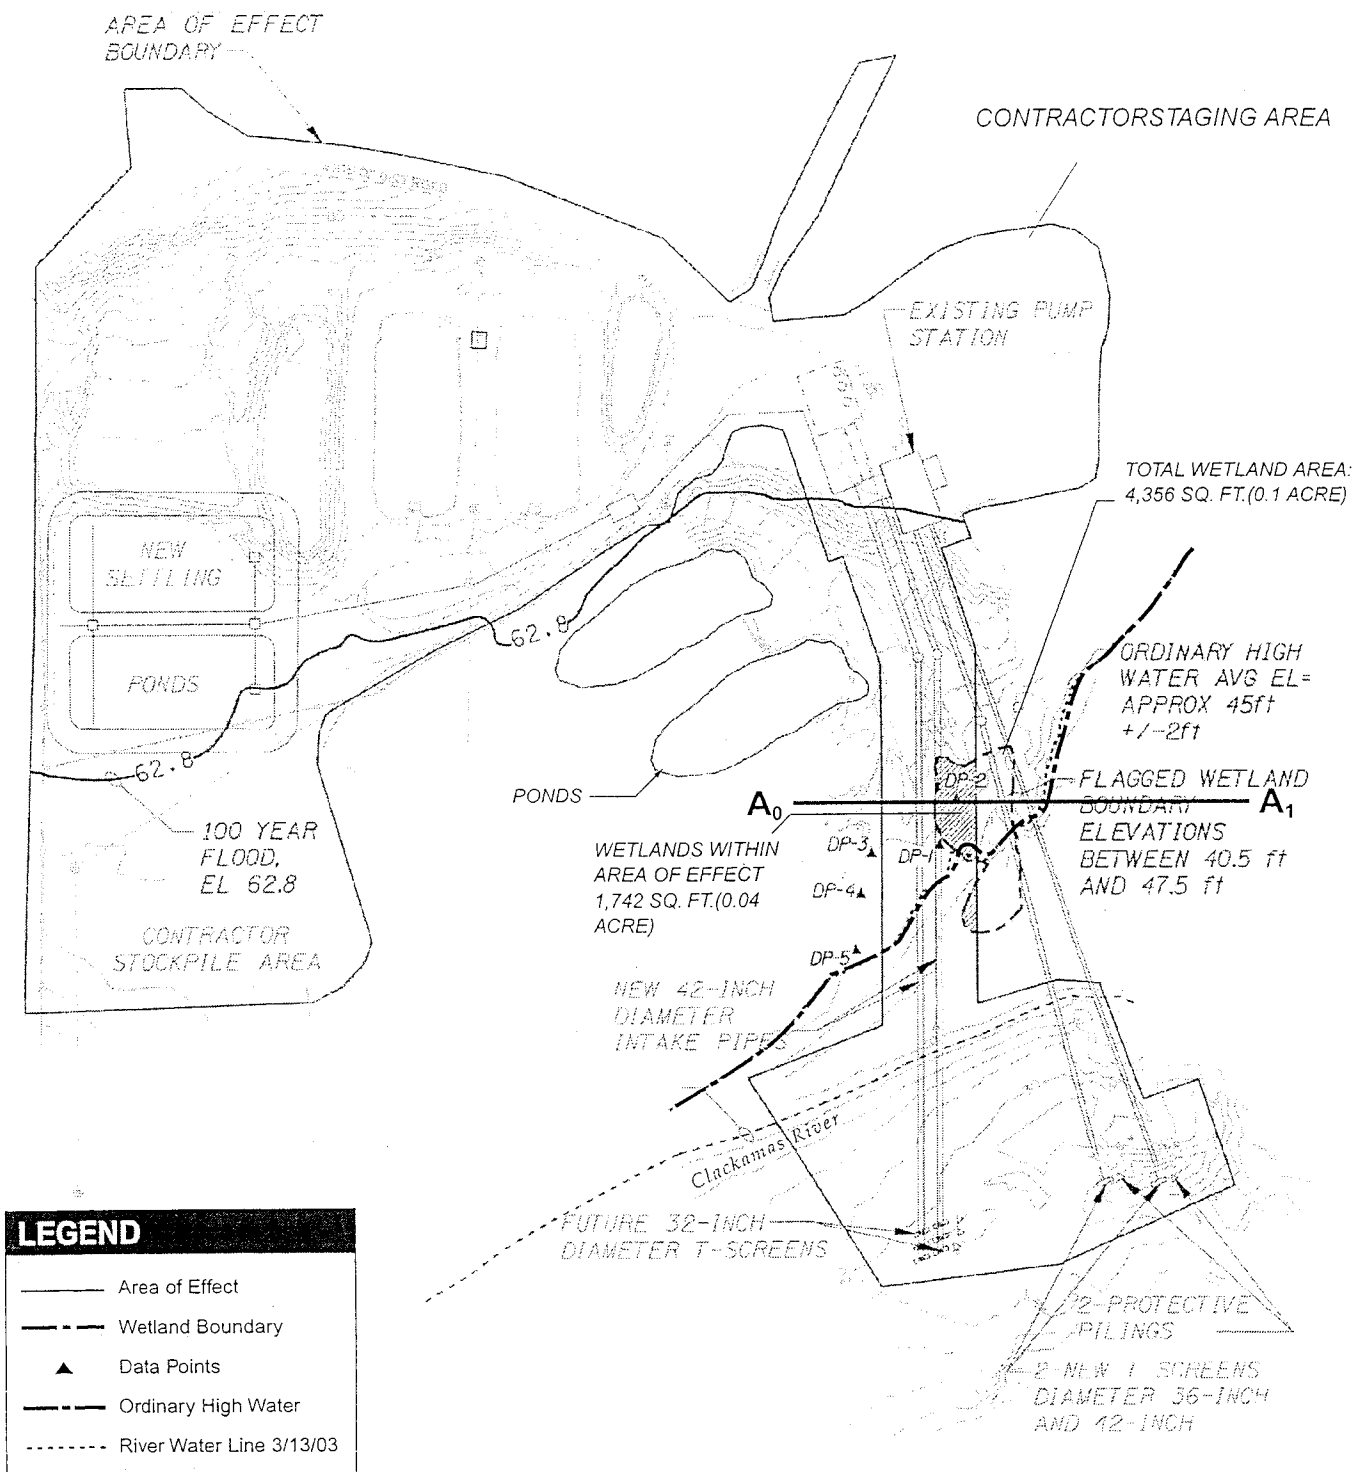 AREA OF EFFECT
BOUNDARY
CONTRACTORSTAGING AREA
EXISTING PUMP
STATION
TOTAL WETLAND AREA:
4,356 SQ. FT.(0.1 ACRE)
NEW
SETTLING
PONDS
62.8
62.8
100 YEAR
FLOOD,
EL 62.8
CONTRACTOR
STOCKPILE AREA
PONDS
ORDINARY HIGH
WATER AVG EL=
APPROX 45ft
+/-2ft
FLAGGED WETLAND
BOUNDARY
ELEVATIONS
BETWEEN 40.5 ft
AND 47.5 ft
A0
A1
WETLANDS WITHIN
AREA OF EFFECT
1,742 SQ. FT.(0.04
ACRE)
DP-2
DP-3
DP-1
DP-4
DP-5
NEW 42-INCH
DIAMETER
INTAKE PIPES
Clackamas River
FUTURE 32-INCH
DIAMETER T-SCREENS
2-PROTECTIVE
PILINGS
2-NEW T SCREENS
DIAMETER 36-INCH
AND 42-INCH
LEGEND
Area of Effect
Wetland Boundary
Data Points
Ordinary High Water
River Water Line 3/13/03